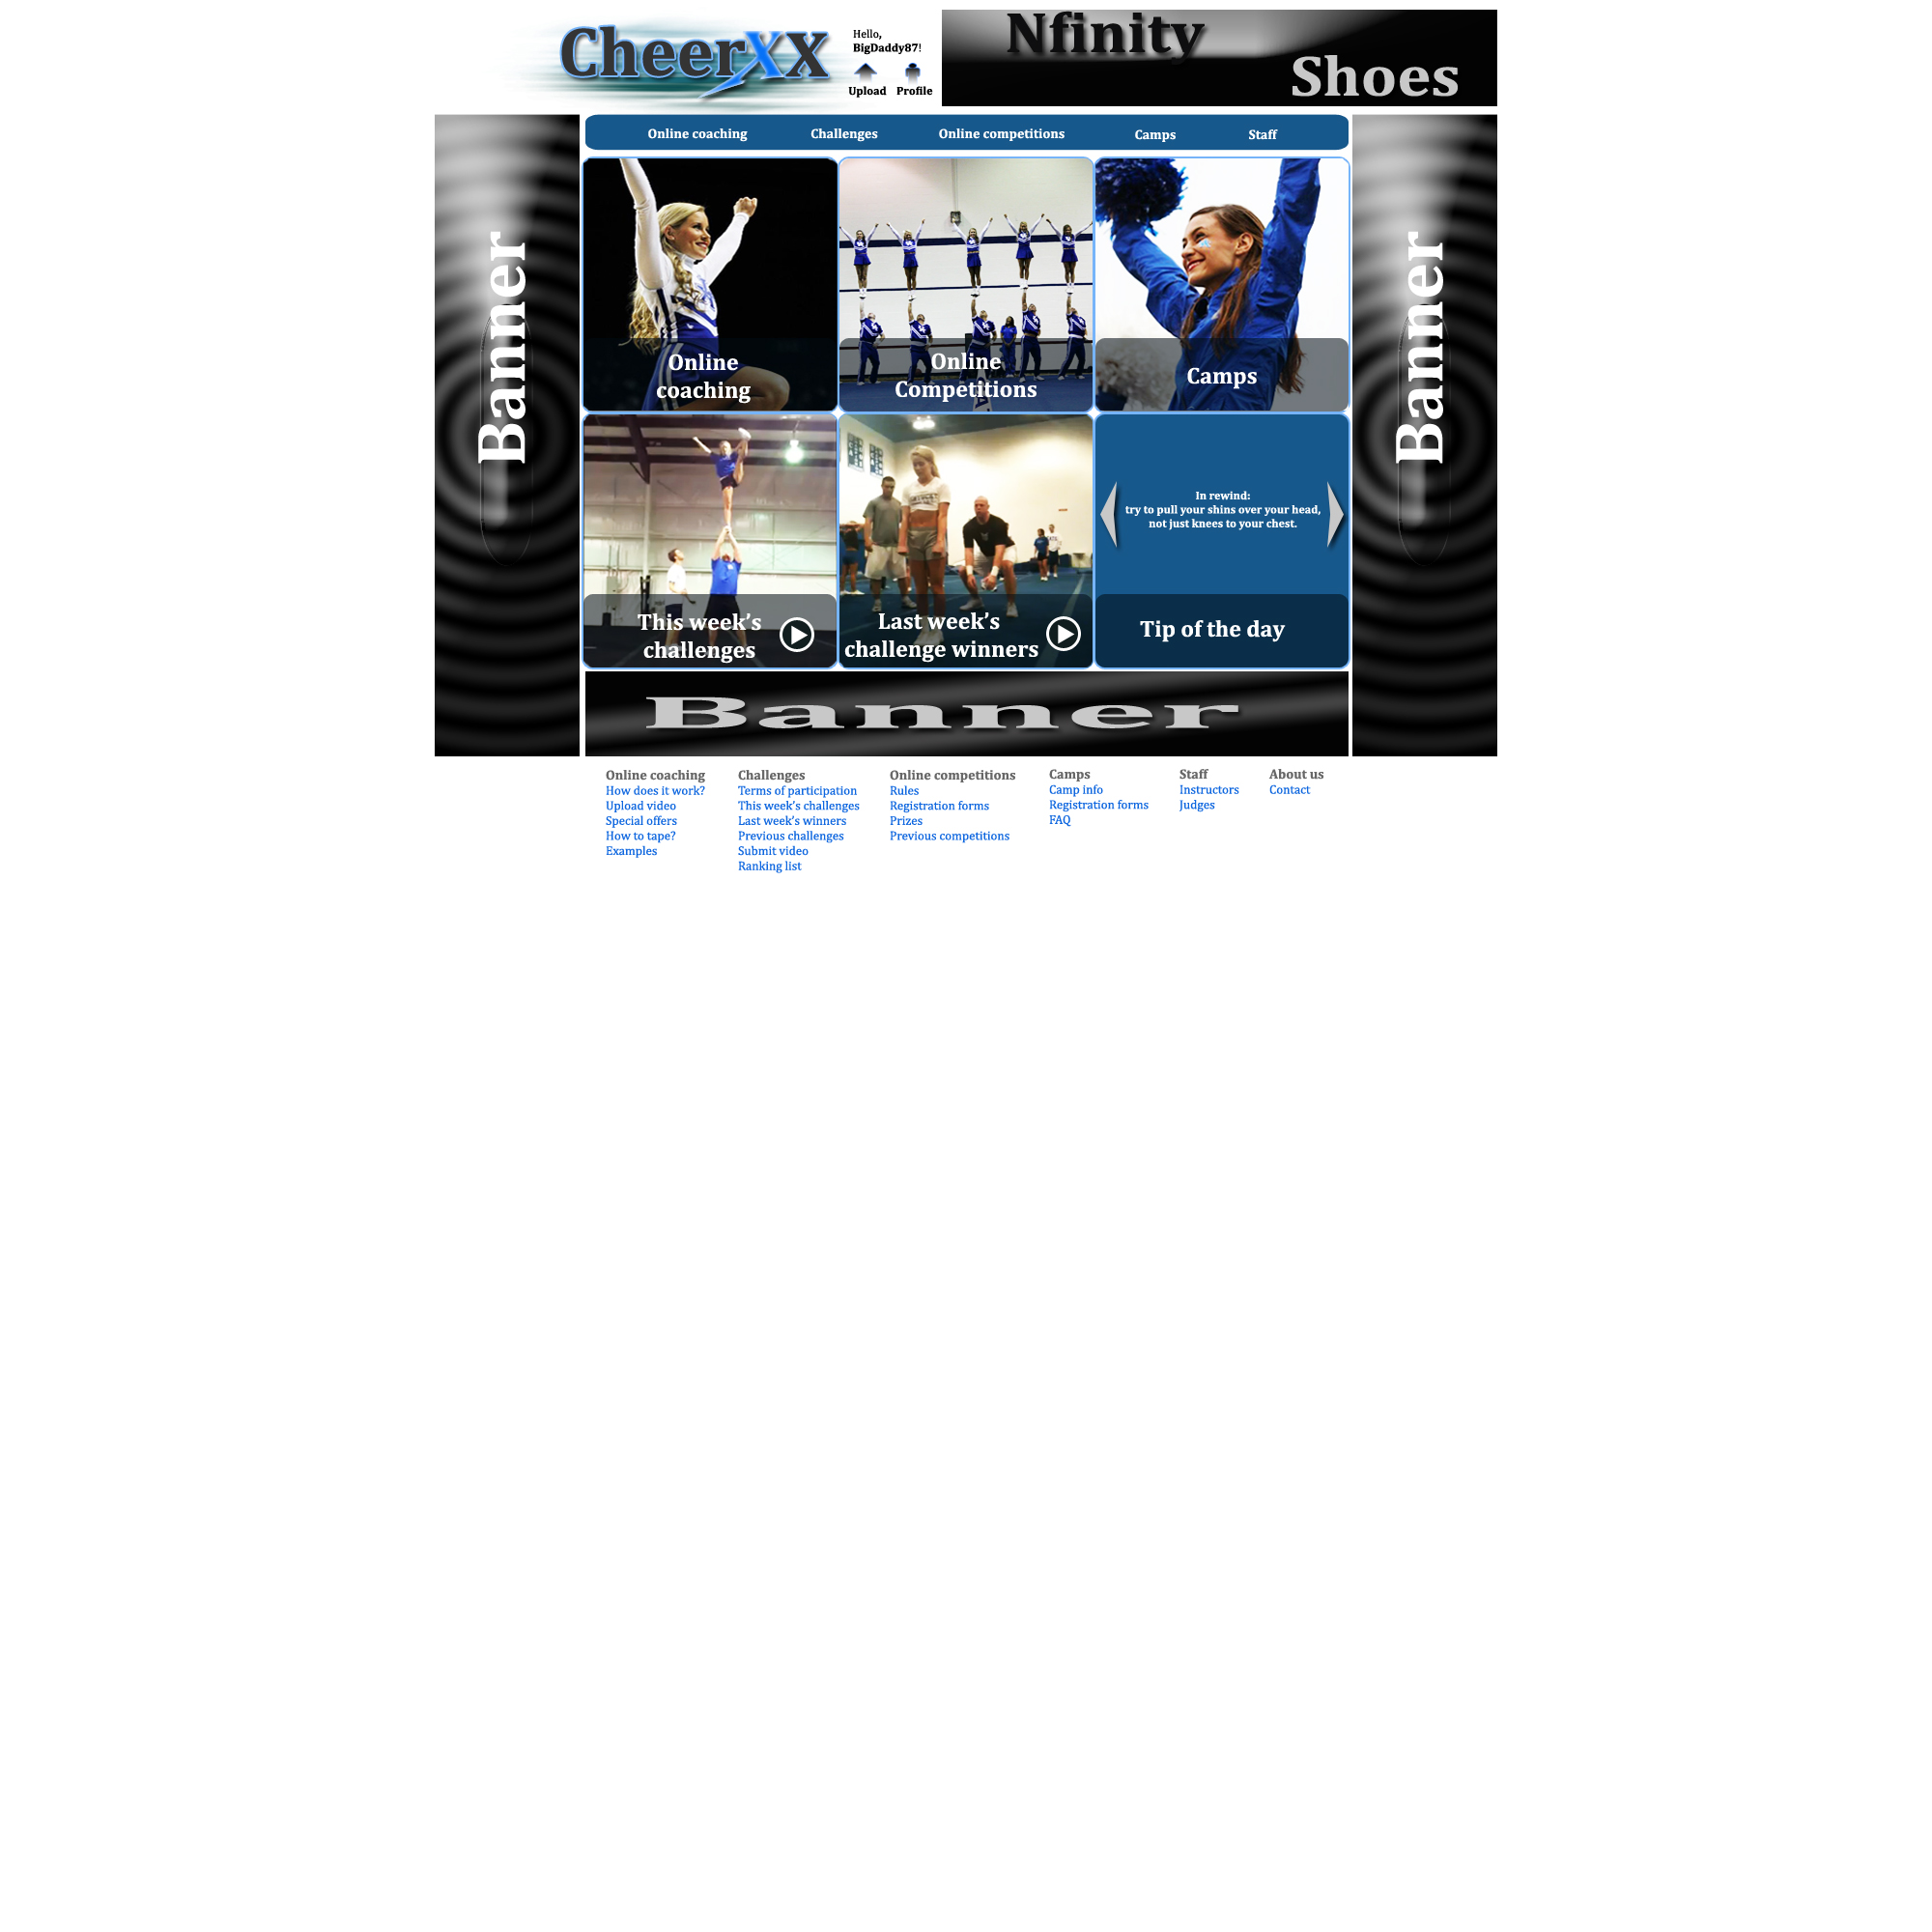 CheerXX
Hello,
BigDaddy87!
Upload
Profile
Nfinity
Shoes
Online coaching
Challenges
Online competitions
Camps
Staff
Banner
Online
coaching
Online
Competitions
Camps
Banner
This week's
challenges
Last week's
challenge winners
In rewind:
try to pull your shins over your head,
not just knees to your chest.
Tip of the day
Banner
Online coaching
How does it work?
Upload video
Special offers
How to tape?
Examples
Challenges
Terms of participation
This week's challenges
Last week's winners
Previous challenges
Submit video
Ranking list
Online competitions
Rules
Registration forms
Prizes
Previous competitions
Camps
Camp info
Registration forms
FAQ
Staff
Instructors
Judges
About us
Contact